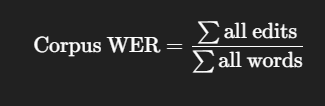 Corpus WER = ∑ all edits / ∑ all words